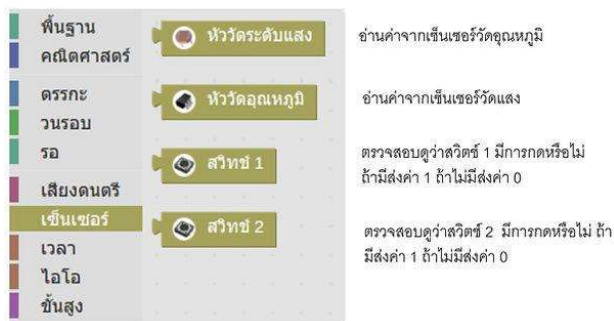 พื้นฐาน
คณิตศาสตร์
ตรรกะ
วนรอบ
รอ
เสียงดนตรี
เซ็นเซอร์
เวลา
ไอโอ
ขั้นสูง
หัววัดระดับแสง
อ่านค่าจากเซ็นเซอร์วัดอุณหภูมิ
หัววัดอุณหภูมิ
อ่านค่าจากเซ็นเซอร์วัดแสง
สวิทช์ 1
ตรวจสอบดูว่าสวิตซ์ 1 มีการกดหรือไม่
ถ้ามีส่งค่า 1 ถ้าไม่มีส่งค่า 0
สวิทช์ 2
ตรวจสอบดูว่าสวิตซ์ 2 มีการกดหรือไม่ ถ้า
มีส่งค่า 1 ถ้าไม่มีส่งค่า 0